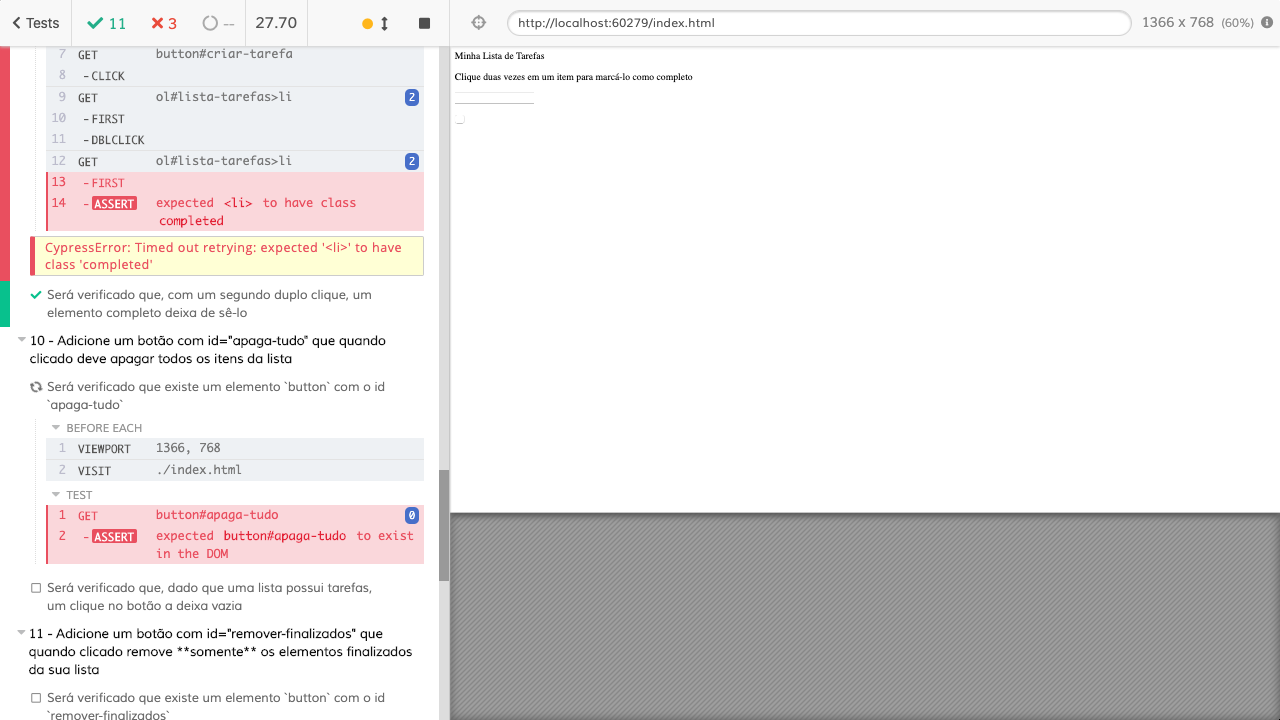 Tests 11 3 -- 27.70 http://localhost:60279/index.html 1366 x 768 (60%)
7 GET button#criar-tarefa
8 -CLICK
9 GET ol#lista-tarefas>li 2
10 -FIRST
11 -DBLCLICK
12 GET ol#lista-tarefas>li 2
13 -FIRST
14 -ASSERT expected <li> to have class
completed
CypressError: Timed out retrying: expected '<li>' to have
class 'completed'
Será verificado que, com um segundo duplo clique, um
elemento completo deixa de sê-lo
10 - Adicione um botão com id="apaga-tudo" que quando
clicado deve apagar todos os itens da lista
Será verificado que existe um elemento `button` com o id
`apaga-tudo`
BEFORE EACH
1 VIEWPORT 1366, 768
2 VISIT ./index.html
TEST
1 GET button#apaga-tudo 0
2 -ASSERT expected button#apaga-tudo to exist
in the DOM
Será verificado que, dado que uma lista possui tarefas,
um clique no botão a deixa vazia
11 - Adicione um botão com id="remover-finalizados" que
quando clicado remove **somente** os elementos finalizados
da sua lista
Será verificado que existe um elemento `button` com o id
`remover-finalizados`
Minha Lista de Tarefas
Clique duas vezes em um item para marcá-lo como completo